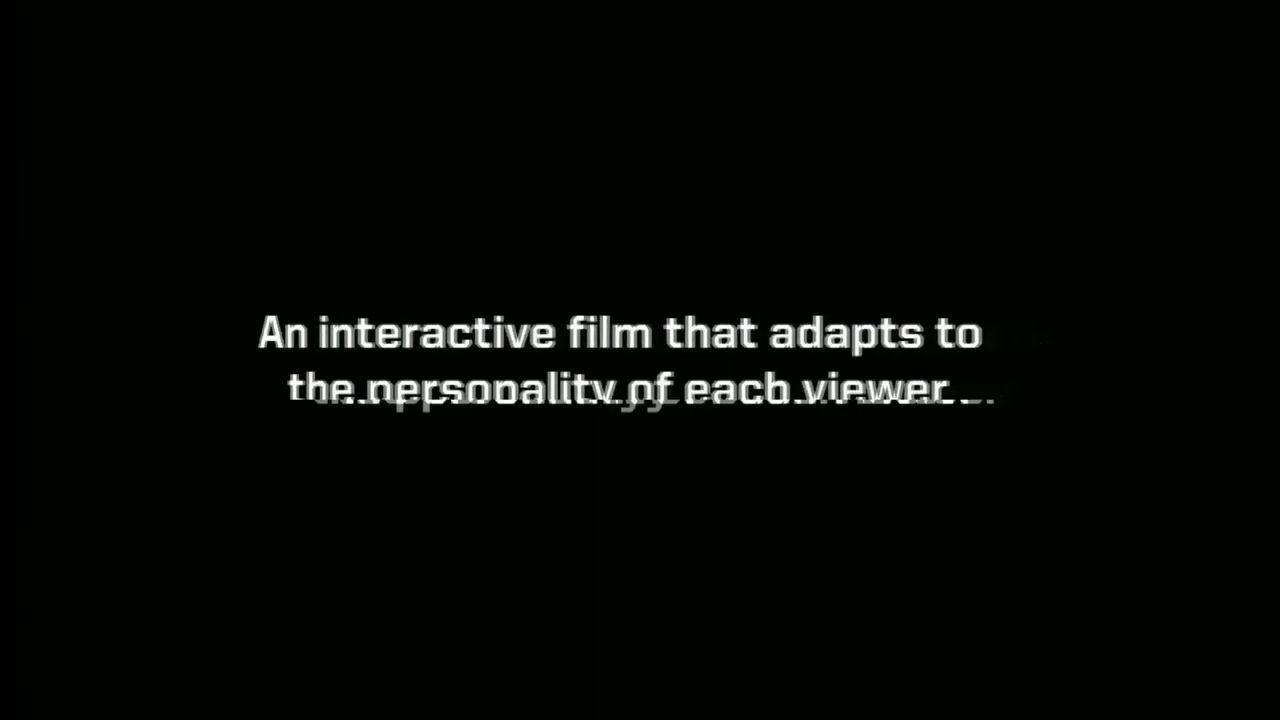 An interactive film that adapts to
the personality of each viewer.